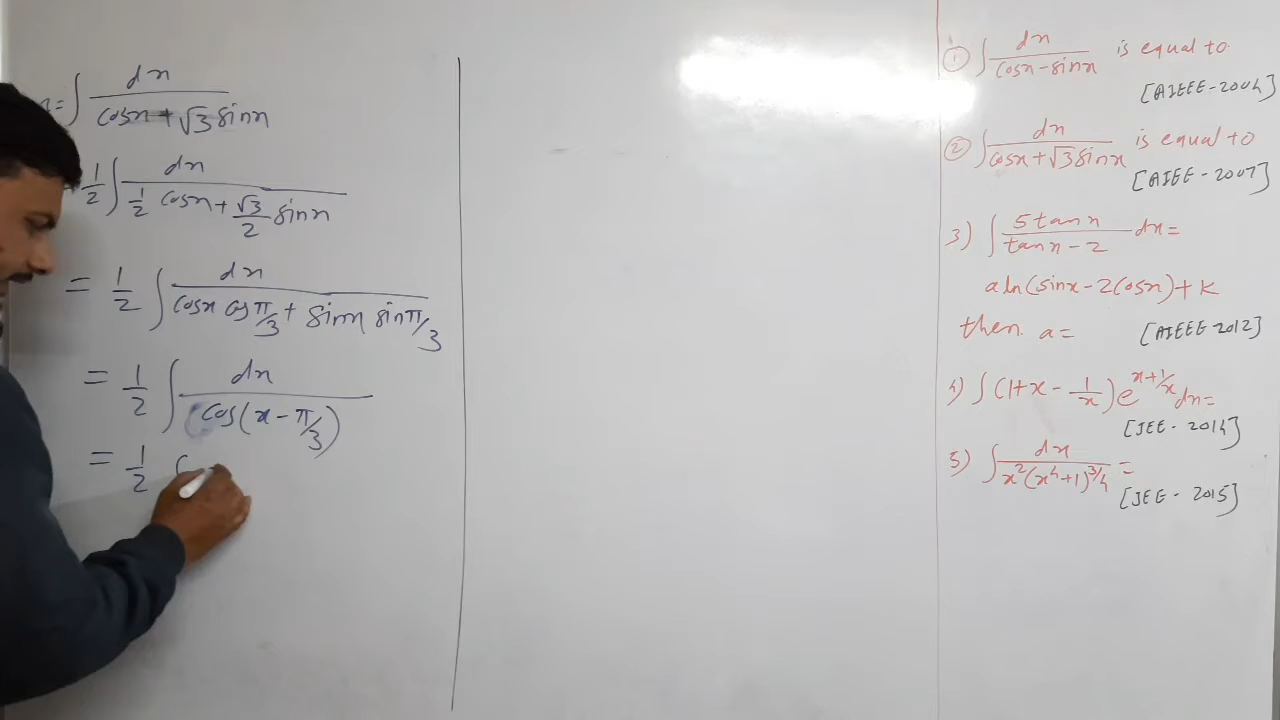 = ∫ dx / cosx + √3 sinx
1/2 ∫ dx / 1/2 cosx + √3/2 sinx
= 1/2 ∫ dx / cosx cos π/3 + sinx sin π/3
= 1/2 ∫ dx / cos(x - π/3)
= 1/2 ∫
① ∫ dx / cosx - sinx is equal to
[AIEEE-2004]
② ∫ dx / cosx + √3 sinx is equal to
[AIEE-2007]
3) ∫ 5tanx / tanx - 2 dx =
a ln(sinx - 2cosx) + K
then a =
[AIEEE-2012]
4) ∫ (1 + x - 1/x) e^(x + 1/x) dx =
[JEE - 2014]
5) ∫ dx / x²(x⁴+1)^(3/4) =
[JEE - 2015]